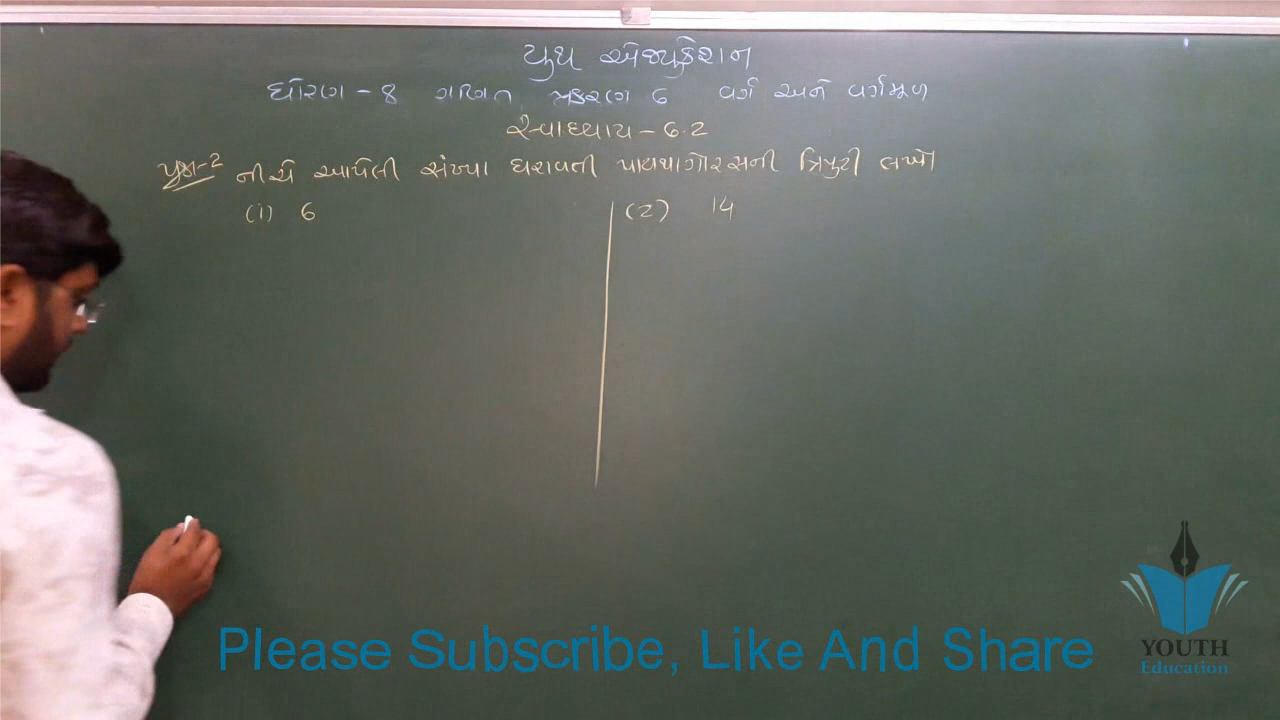 યુથ એજ્યુકેશન
ધોરણ - 8 ગણિત પ્રકરણ 6 વર્ગ અને વર્ગમૂળ
સ્વાધ્યાય - 6.2
પ્રશ્ન-2 નીચે આપેલી સંખ્યા ધરાવતી પાયથાગોરસની ત્રિપુટી લખો
(1) 6 (2) 14
Please Subscribe, Like And Share
YOUTH
Education